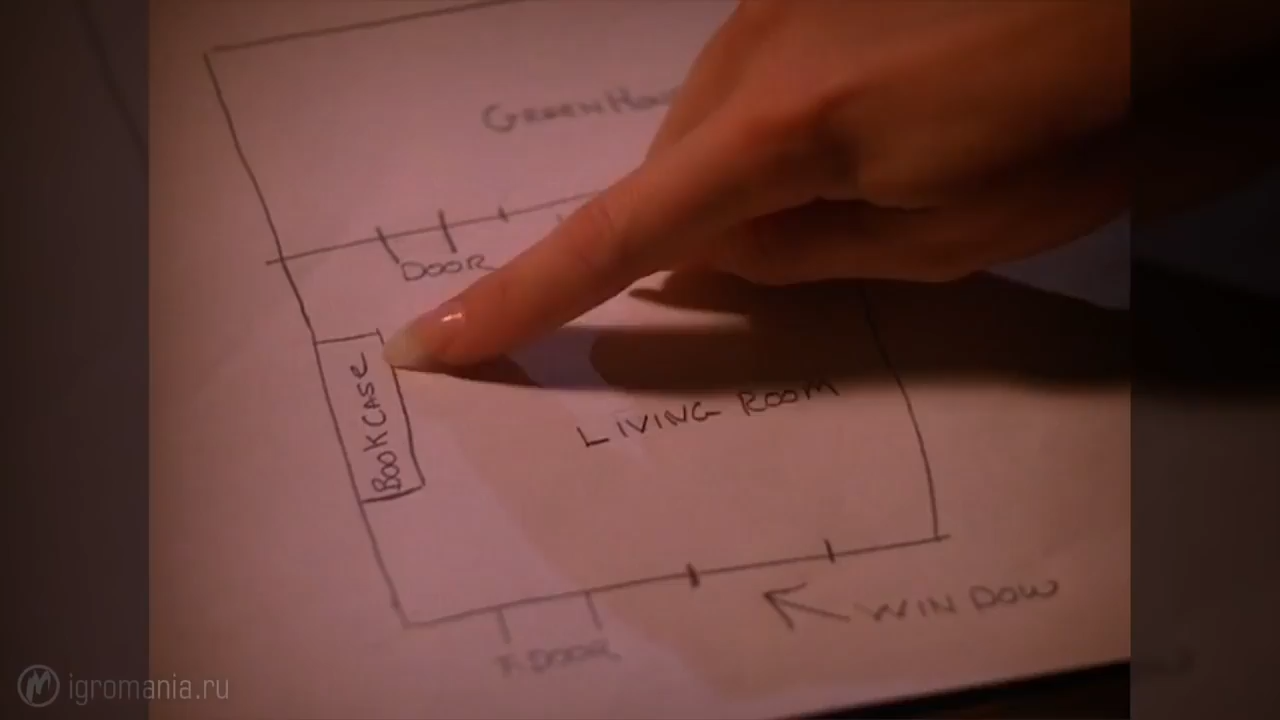 DOOR
BOOKCASE
LIVING ROOM
WINDOW
F. DOOR
igromania.ru